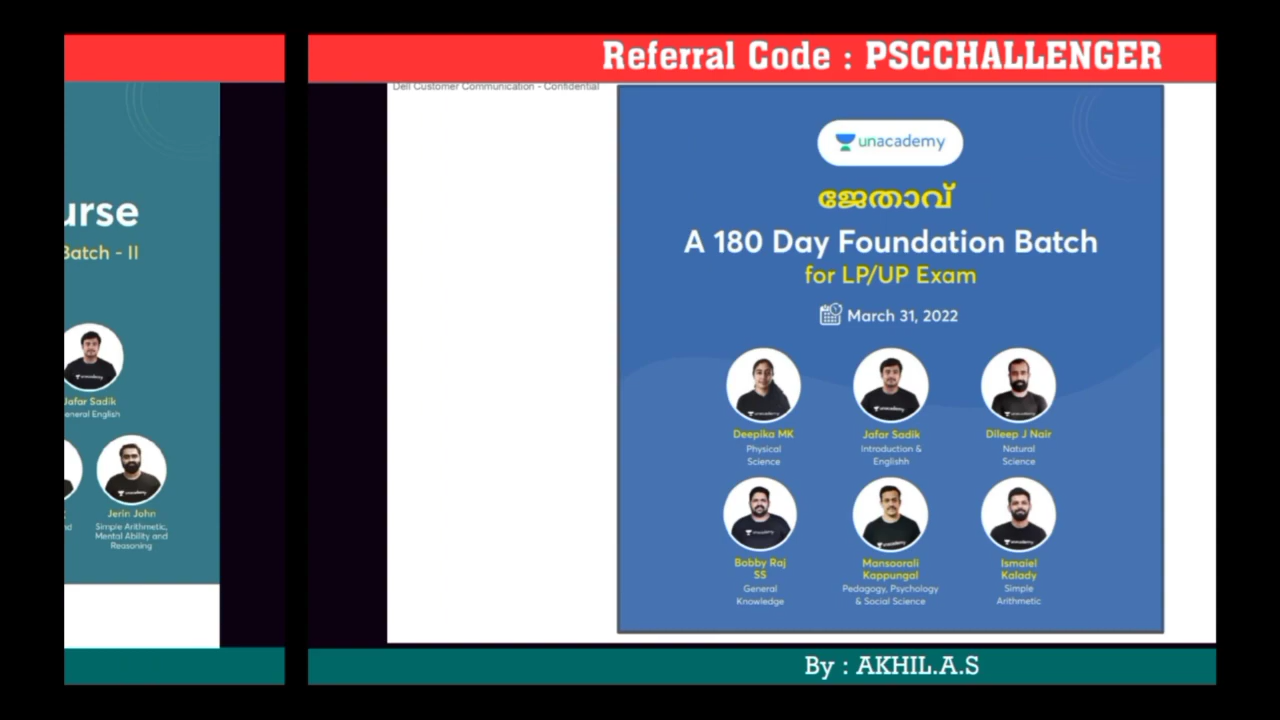 Referral Code : PSCCHALLENGER
urse
Batch - II
Jafar Sadik
eneral English
Jerin John
Simple Arithmetic,
Mental Ability and
Reasoning
Dell Customer Communication - Confidential
unacademy
ജേതാവ്
A 180 Day Foundation Batch
for LP/UP Exam
March 31, 2022
Deepika MK
Physical
Science
Jafar Sadik
Introduction &
Englishh
Dileep J Nair
Natural
Science
Bobby Raj
SS
General
Knowledge
Mansoorali
Kappungal
Pedagogy, Psychology
& Social Science
Ismaiel
Kalady
Simple
Arithmetic
By : AKHIL.A.S